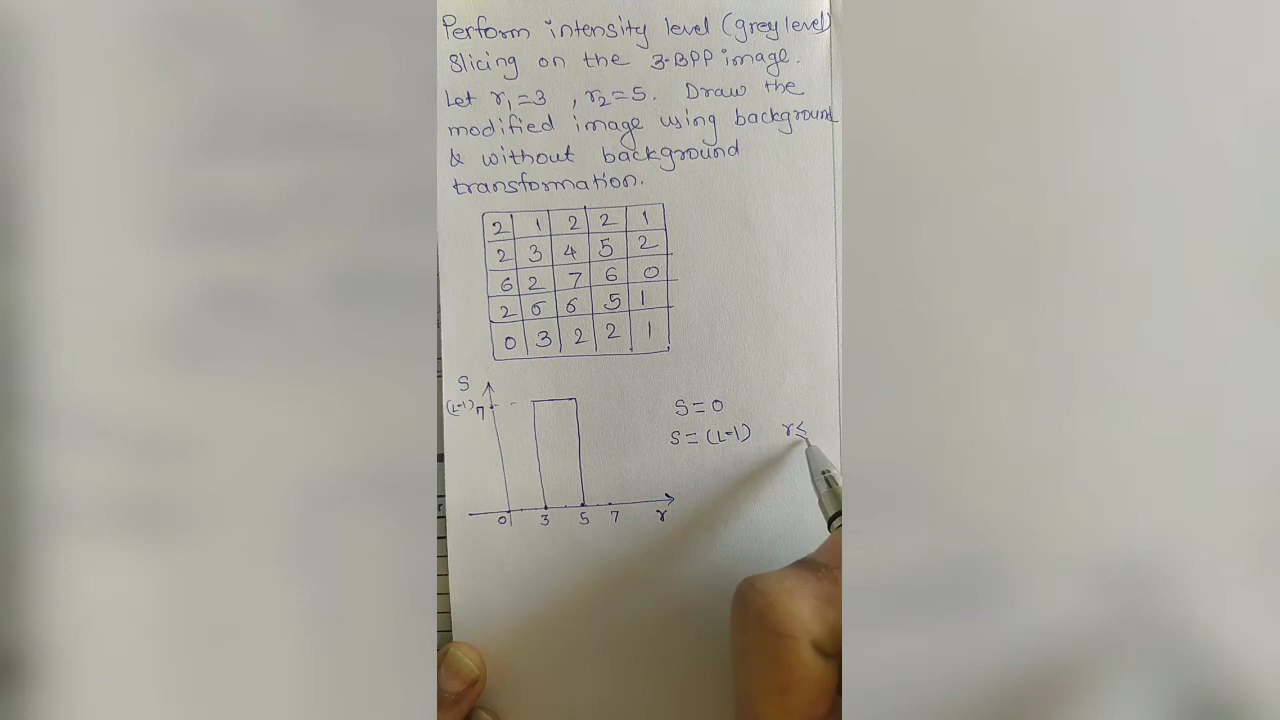 Perform intensity level (grey level)
Slicing on the 3-BPP image.
Let r₁=3 , r₂=5. Draw the
modified image using background
& without background
transformation.
2 1 2 2 1
2 3 4 5 2
6 2 7 6 0
2 6 6 5 1
0 3 2 2 1
S
(L-1) 7
0 3 5 7 r
S=0
S=(L-1) r≤